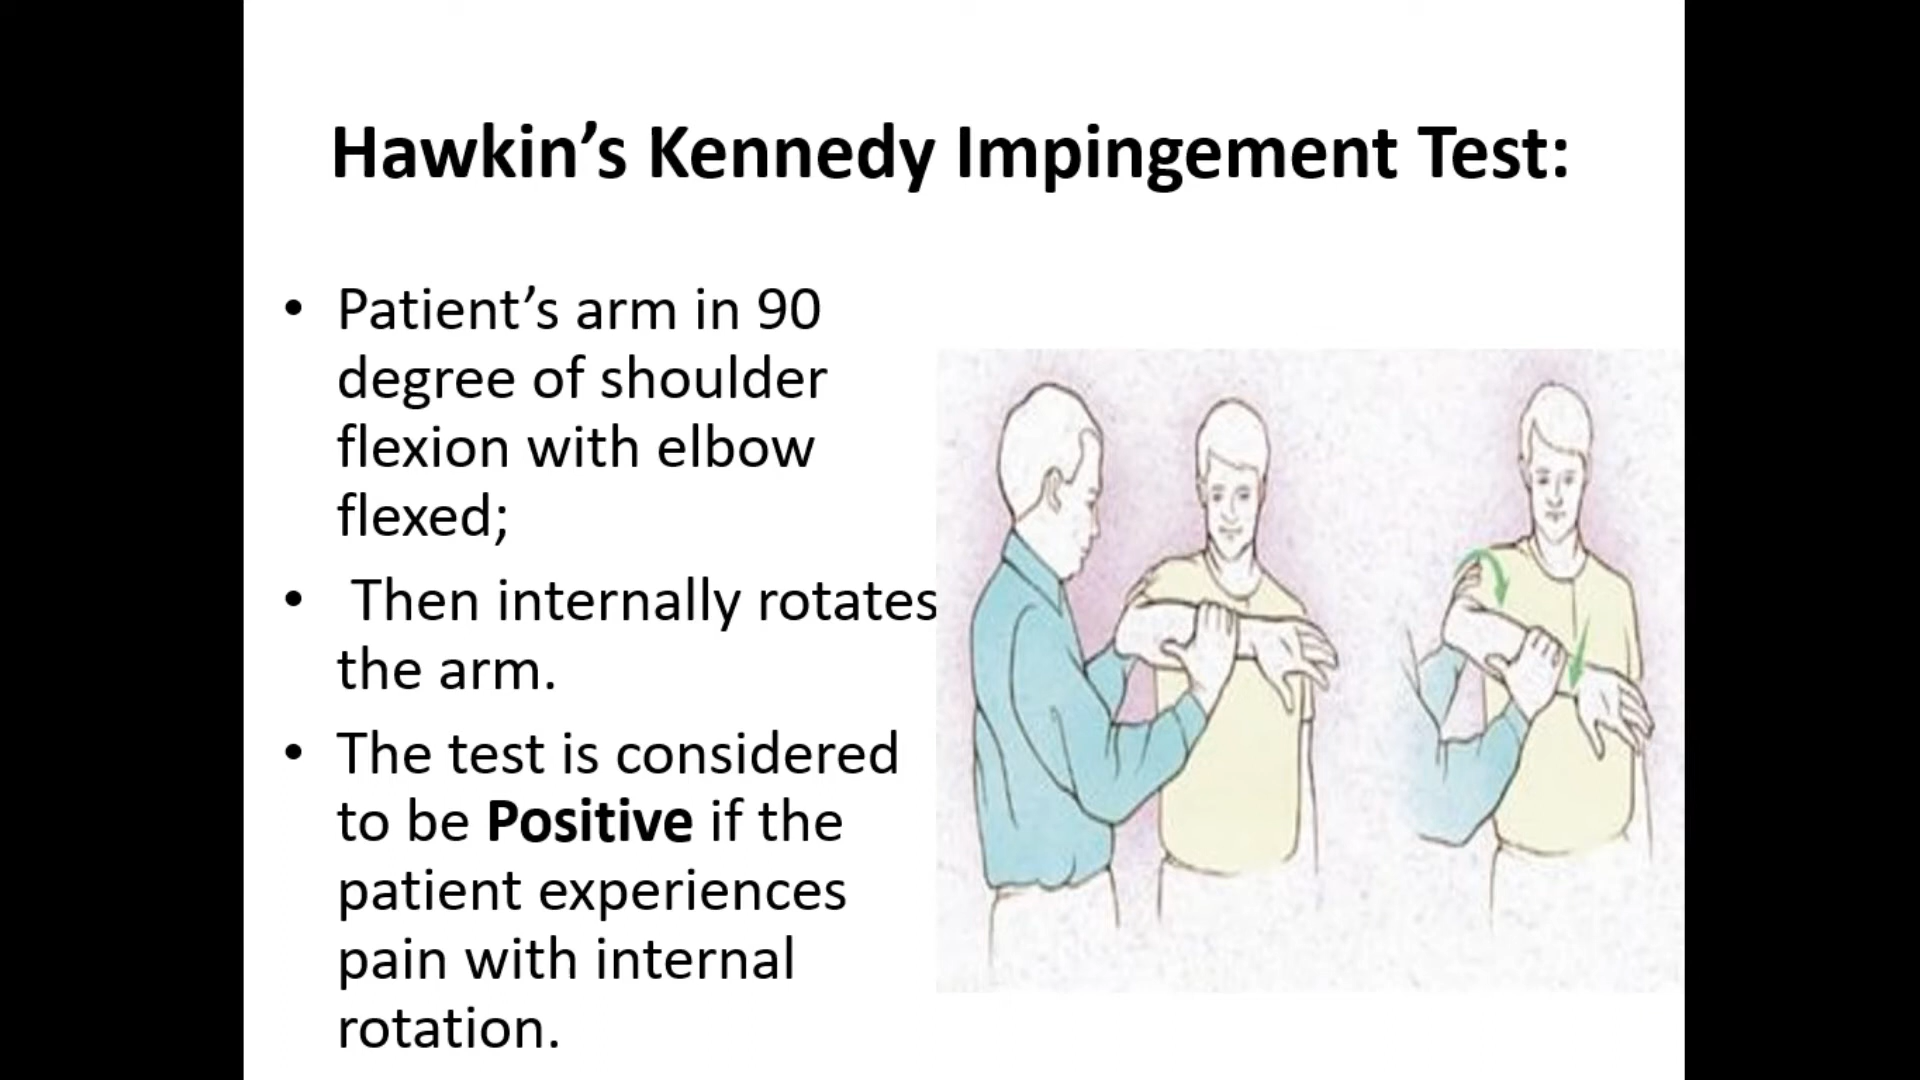 Hawkin’s Kennedy Impingement Test:
• Patient’s arm in 90
degree of shoulder
flexion with elbow
flexed;
• Then internally rotates
the arm.
• The test is considered
to be Positive if the
patient experiences
pain with internal
rotation.